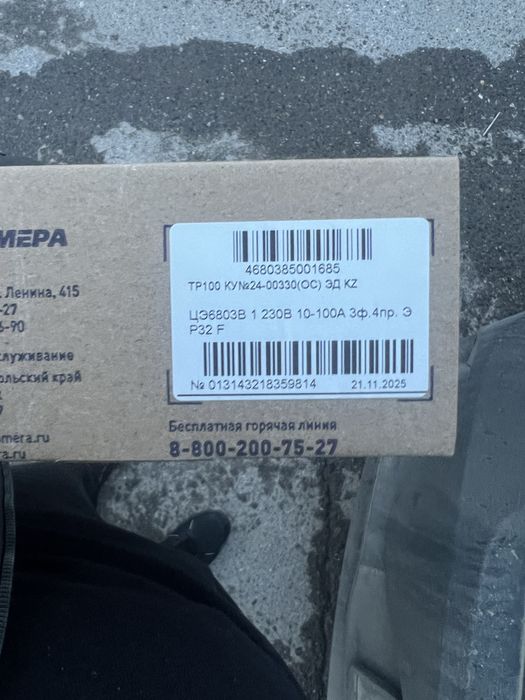 МЕРА
. Ленина, 415
-27
6-90
служивание
ольский край
mera.ru
a.ru
4680385001685
ТР100 КУ№24-00330(ОС) ЭД KZ
ЦЭ6803В 1 230В 10-100А 3ф.4пр. Э
Р32 F
№ 013143218359814 21.11.2025
Бесплатная горячая линия
8-800-200-75-27